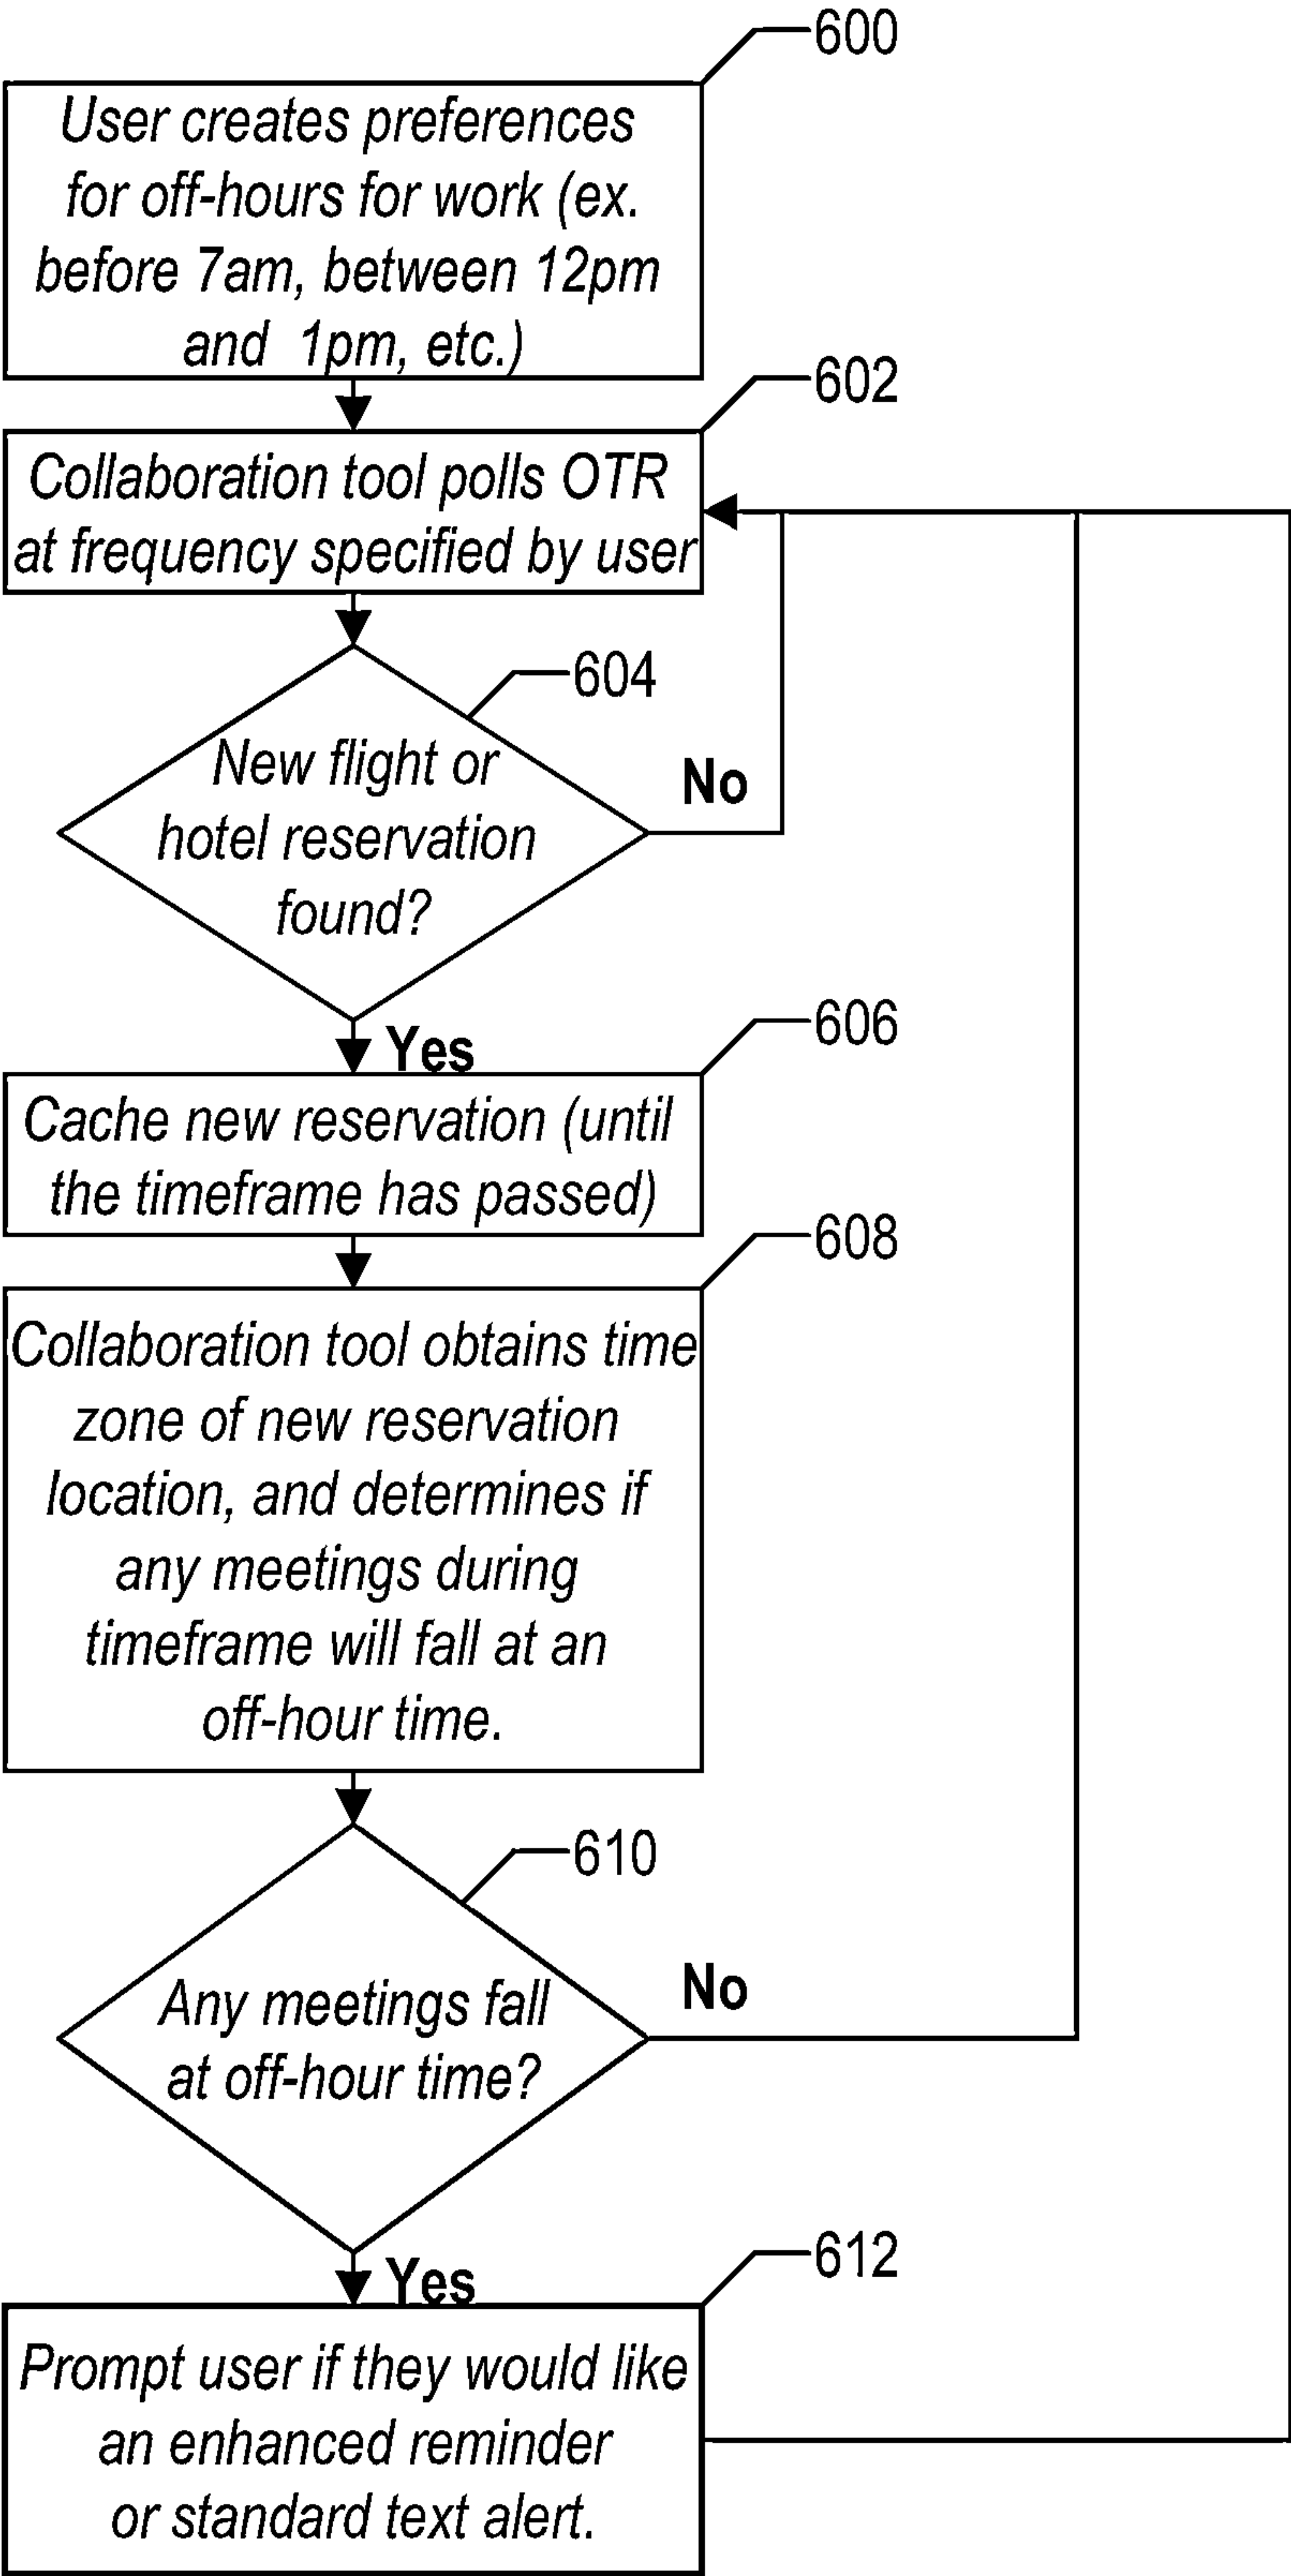 600
User creates preferences
for off-hours for work (ex.
before 7am, between 12pm
and 1pm, etc.)
602
Collaboration tool polls OTR
at frequency specified by user
604
New flight or
hotel reservation
found?
No
Yes
606
Cache new reservation (until
the timeframe has passed)
608
Collaboration tool obtains time
zone of new reservation
location, and determines if
any meetings during
timeframe will fall at an
off-hour time.
610
Any meetings fall
at off-hour time?
No
Yes
612
Prompt user if they would like
an enhanced reminder
or standard text alert.